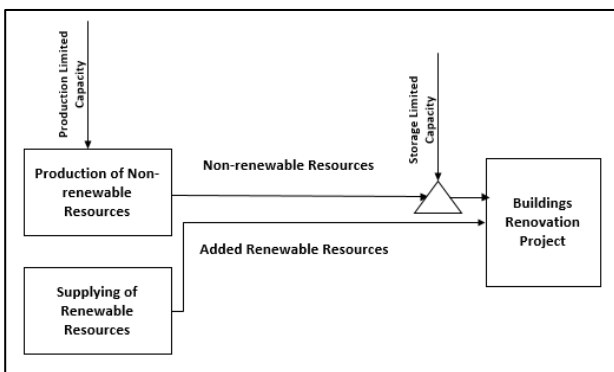 Production Limited
Capacity
Storage Limited
Capacity
Production of Non-
renewable
Resources
Non-renewable Resources
Buildings
Renovation
Project
Added Renewable Resources
Supplying of
Renewable
Resources